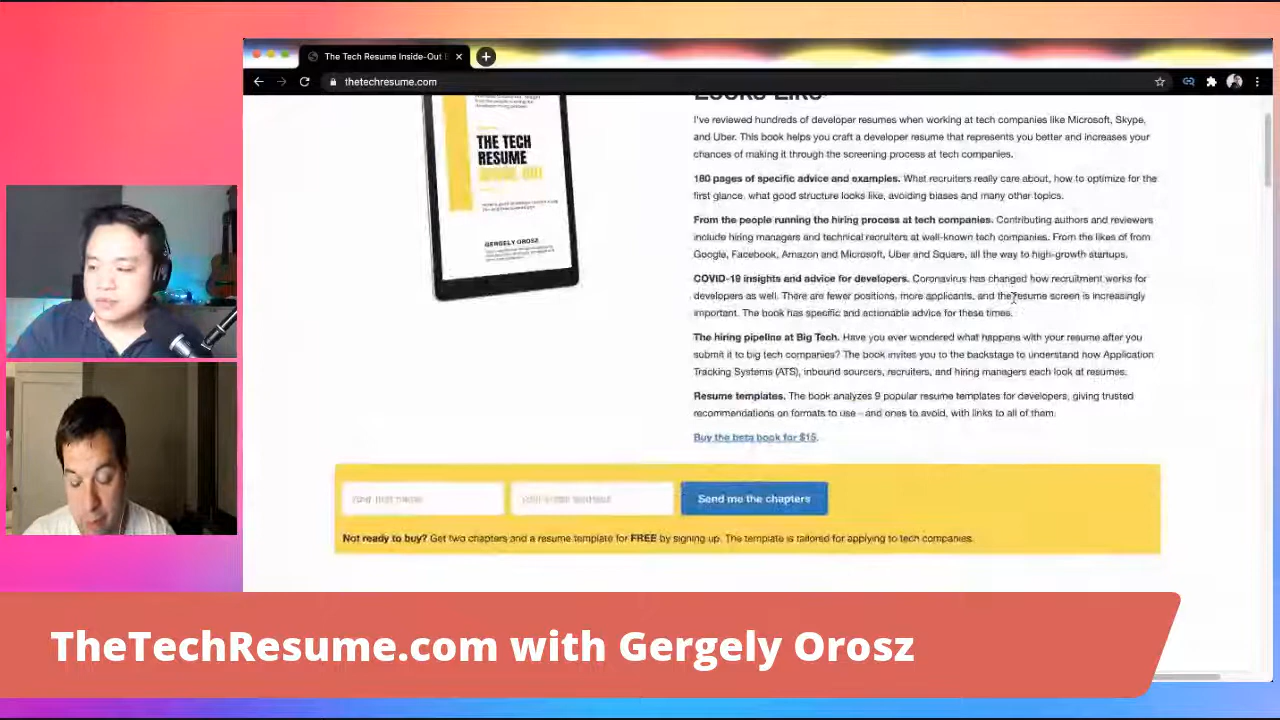 The Tech Resume Inside-Out
thetechresume.com
Looks Like
I've reviewed hundreds of developer resumes when working at tech companies like Microsoft, Skype,
and Uber. This book helps you craft a developer resume that represents you better and increases your
chances of making it through the screening process at tech companies.
180 pages of specific advice and examples. What recruiters really care about, how to optimize for the
first glance, what good structure looks like, avoiding biases and many other topics.
From the people running the hiring process at tech companies. Contributing authors and reviewers
include hiring managers and technical recruiters at well-known tech companies. From the likes of from
Google, Facebook, Amazon and Microsoft, Uber and Square, all the way to high-growth startups.
COVID-19 insights and advice for developers. Coronavirus has changed how recruitment works for
developers as well. There are fewer positions, more applicants, and the resume screen is increasingly
important. The book has specific and actionable advice for these times.
The hiring pipeline at Big Tech. Have you ever wondered what happens with your resume after you
submit it to big tech companies? The book invites you to the backstage to understand how Application
Tracking Systems (ATS), inbound sourcers, recruiters, and hiring managers each look at resumes.
Resume templates. The book analyzes 9 popular resume templates for developers, giving trusted
recommendations on formats to use - and ones to avoid, with links to all of them.
Buy the beta book for $15.
THE TECH
RESUME
INSIDE-OUT
GERGELY OROSZ
Your first name
Your email address
Send me the chapters
Not ready to buy? Get two chapters and a resume template for FREE by signing up. The template is tailored for applying to tech companies.
TheTechResume.com with Gergely Orosz